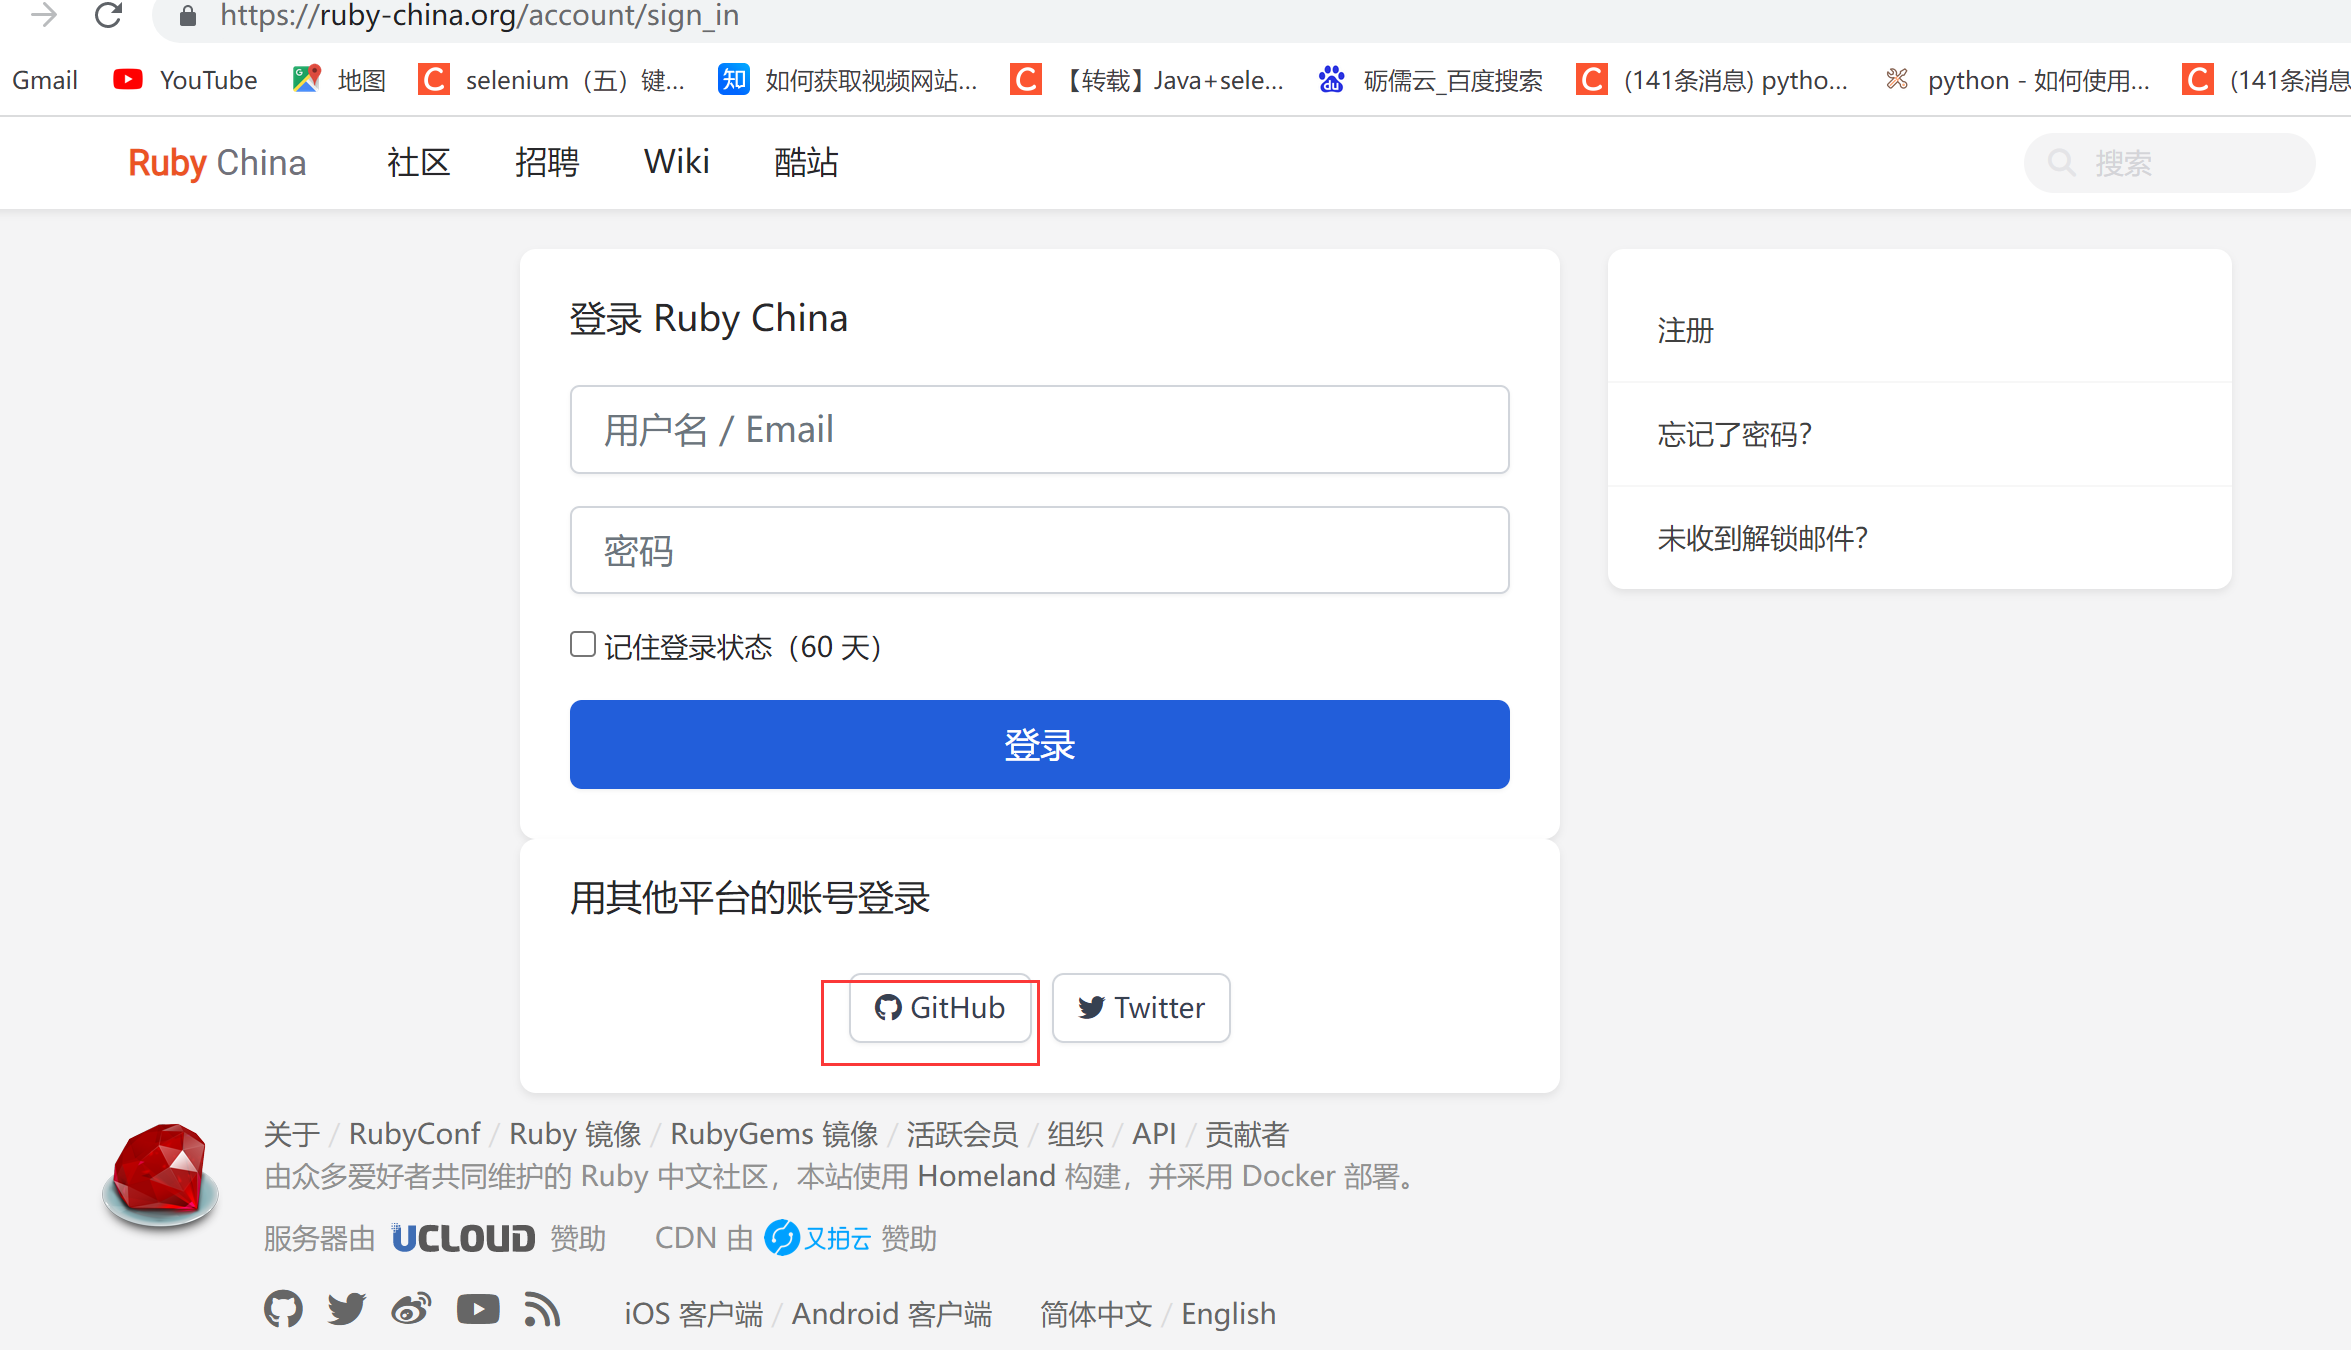 https://ruby-china.org/account/sign_in
Gmail YouTube 地图 selenium（五）键... 如何获取视频网站... 【转载】Java+sele... 砺儒云_百度搜索 (141条消息) pytho... python - 如何使用... (141条消息
Ruby China 社区 招聘 Wiki 酷站 搜索
登录 Ruby China
用户名 / Email
密码
记住登录状态（60 天）
登录
注册
忘记了密码？
未收到解锁邮件？
用其他平台的账号登录
GitHub Twitter
关于 / RubyConf / Ruby 镜像 / RubyGems 镜像 / 活跃会员 / 组织 / API / 贡献者
由众多爱好者共同维护的 Ruby 中文社区，本站使用 Homeland 构建，并采用 Docker 部署。
服务器由 UCLOUD 赞助 CDN 由 又拍云 赞助
iOS 客户端 / Android 客户端 简体中文 / English